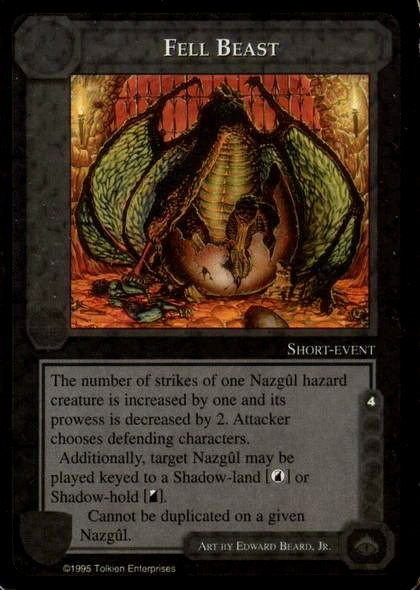 FELL BEAST
SHORT-EVENT
The number of strikes of one Nazgûl hazard
creature is increased by one and its
prowess is decreased by 2. Attacker
chooses defending characters.
Additionally, target Nazgûl may be
played keyed to a Shadow-land [] or
Shadow-hold [].
Cannot be duplicated on a given
Nazgûl.
4
ART BY EDWARD BEARD, JR.
©1995 Tolkien Enterprises